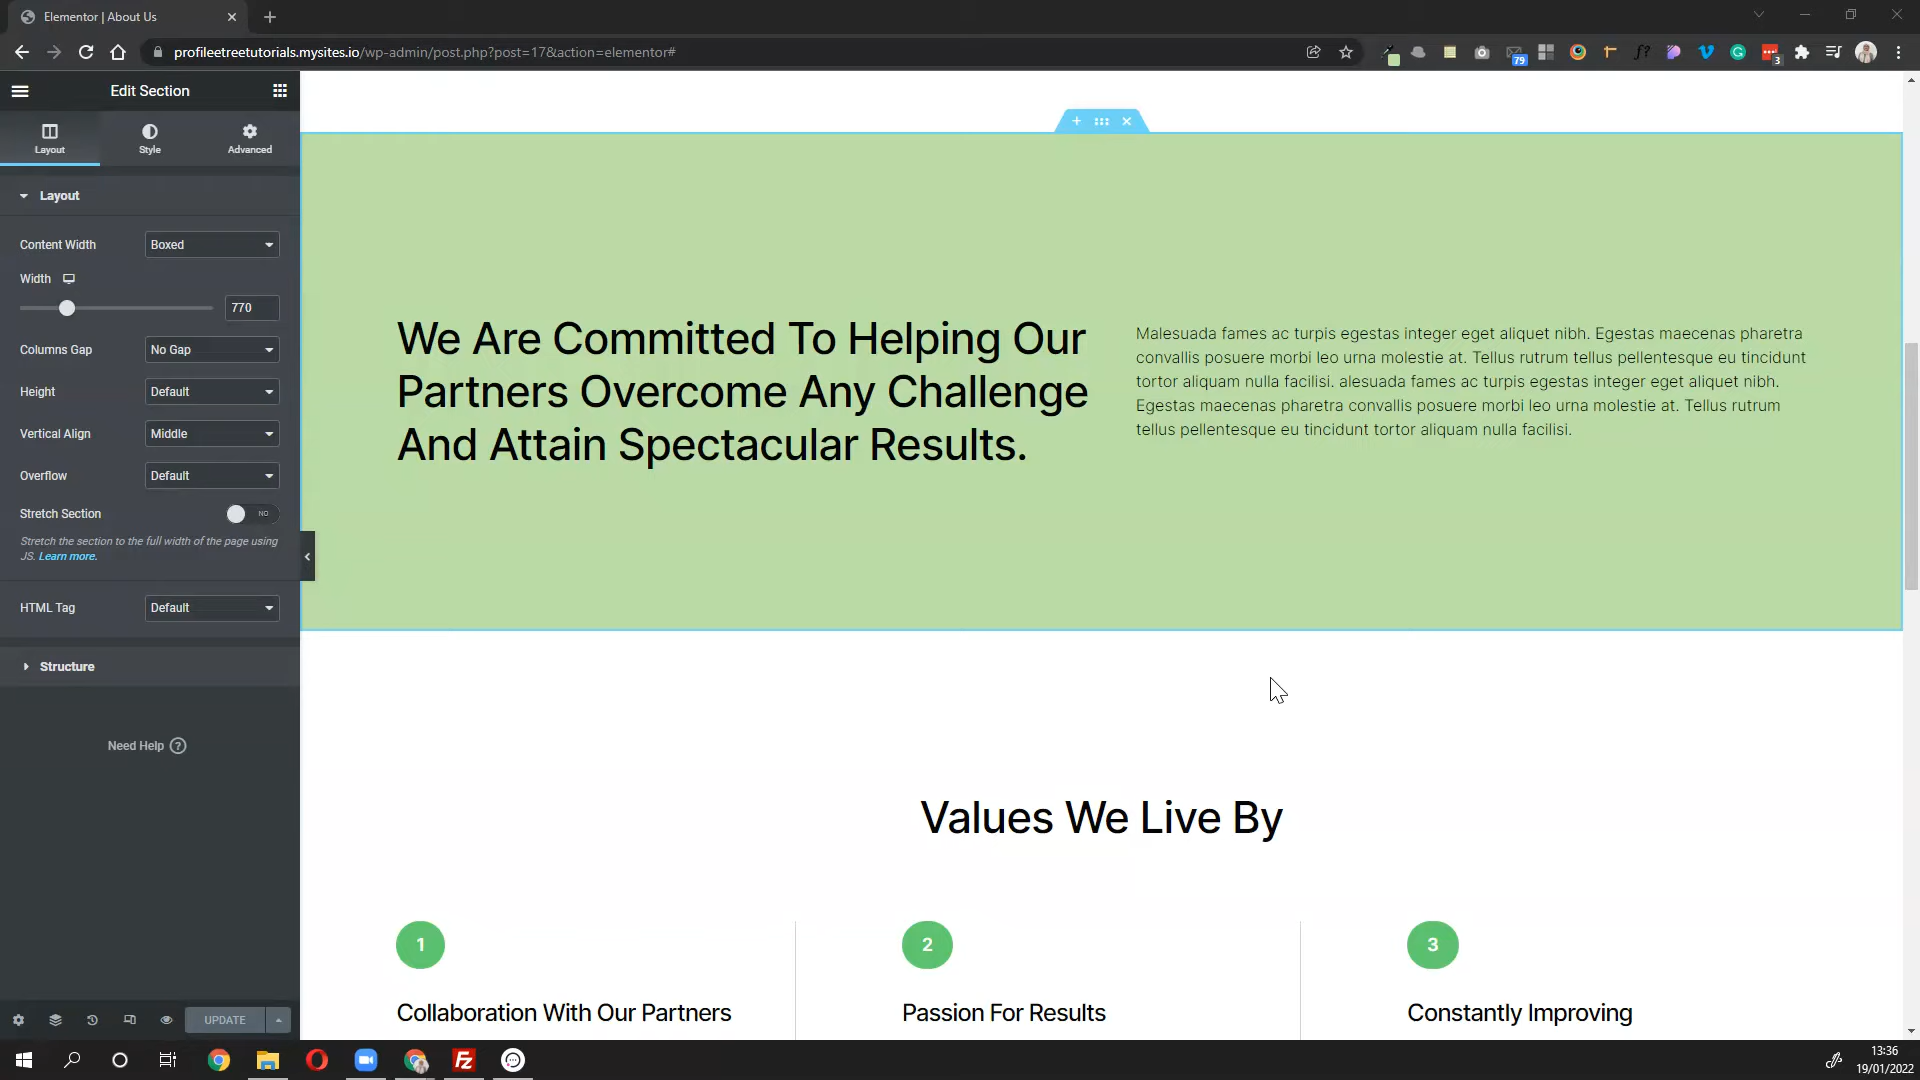 Elementor | About Us
profileetreetutorials.mysites.io/wp-admin/post.php?post=17&action=elementor#
79
f?
3
Edit Section
Layout
Style
Advanced
Layout
Content Width
Boxed
Width
770
Columns Gap
No Gap
Height
Default
Vertical Align
Middle
Overflow
Default
Stretch Section
NO
Stretch the section to the full width of the page using
JS. Learn more.
HTML Tag
Default
Structure
Need Help ?
UPDATE
We Are Committed To Helping Our
Partners Overcome Any Challenge
And Attain Spectacular Results.
Malesuada fames ac turpis egestas integer eget aliquet nibh. Egestas maecenas pharetra
convallis posuere morbi leo urna molestie at. Tellus rutrum tellus pellentesque eu tincidunt
tortor aliquam nulla facilisi. alesuada fames ac turpis egestas integer eget aliquet nibh.
Egestas maecenas pharetra convallis posuere morbi leo urna molestie at. Tellus rutrum
tellus pellentesque eu tincidunt tortor aliquam nulla facilisi.
Values We Live By
1
2
3
Collaboration With Our Partners
Passion For Results
Constantly Improving
Fz
13:36
19/01/2022